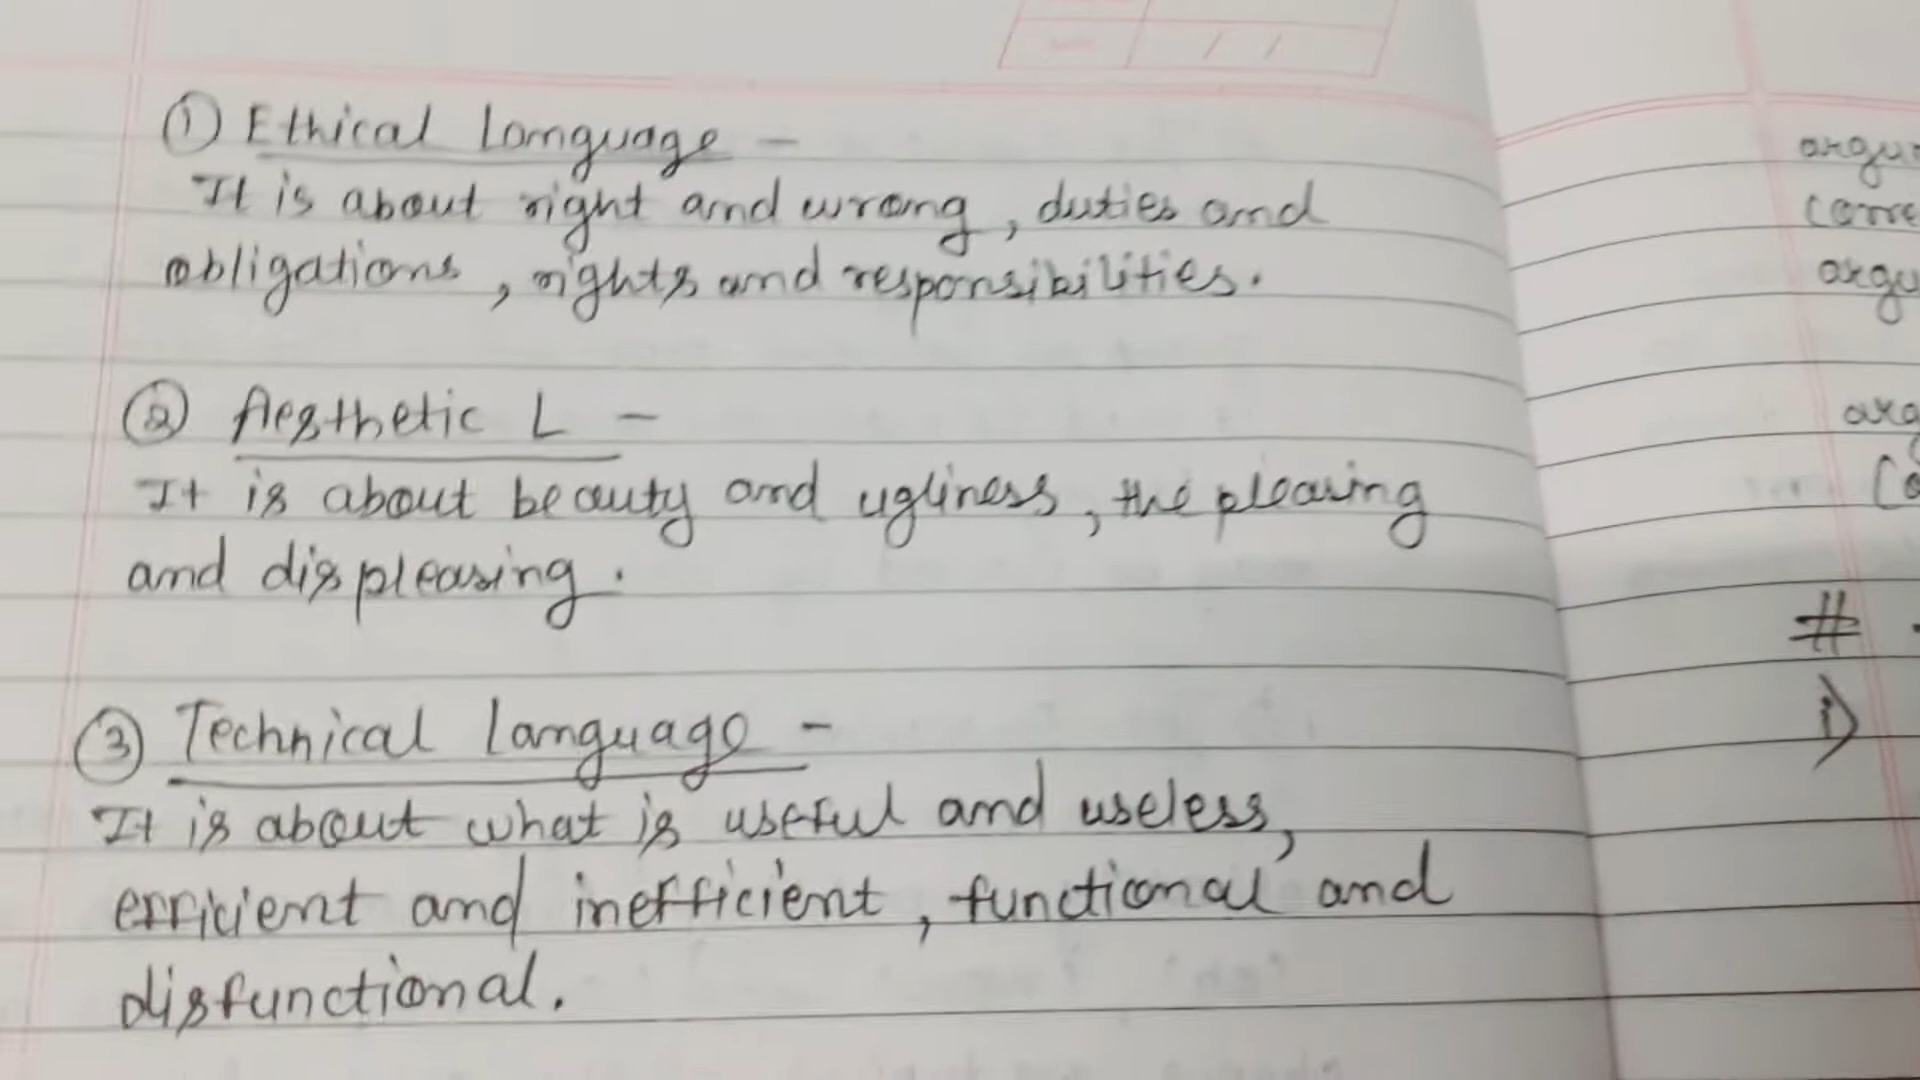 ① Ethical Language -
It is about right and wrong, duties and
obligations, rights and responsibilities.
② Aesthetic L -
It is about beauty and ugliness, the pleasing
and displeasing.
③ Technical Language -
It is about what is useful and useless,
efficient and inefficient, functional and
disfunctional.
#
i)